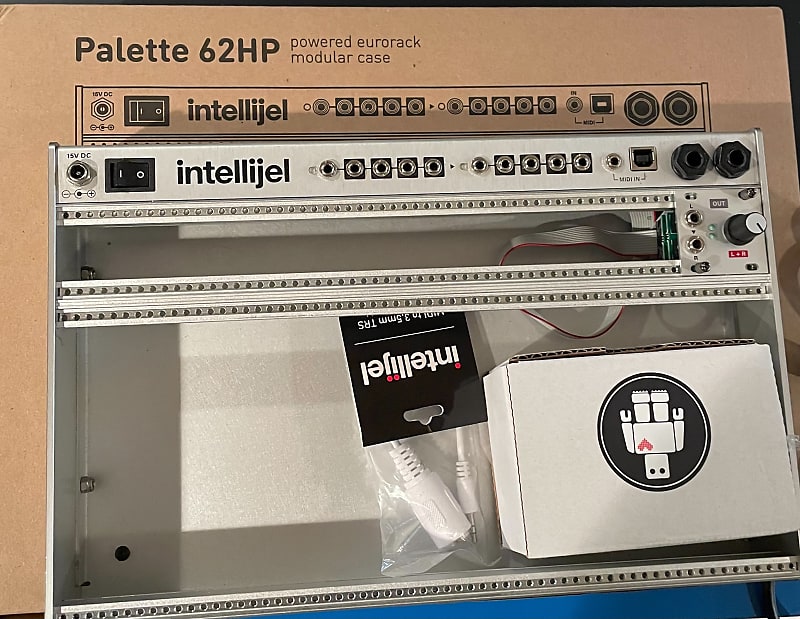 Palette 62HP
powered eurorack
modular case
15V DC
intellijel
IN
MIDI
15V DC
I
O
intellijel
MIDI IN
L
OUT
R
L+R
MIDI to 3.5mm TRS
intellijel